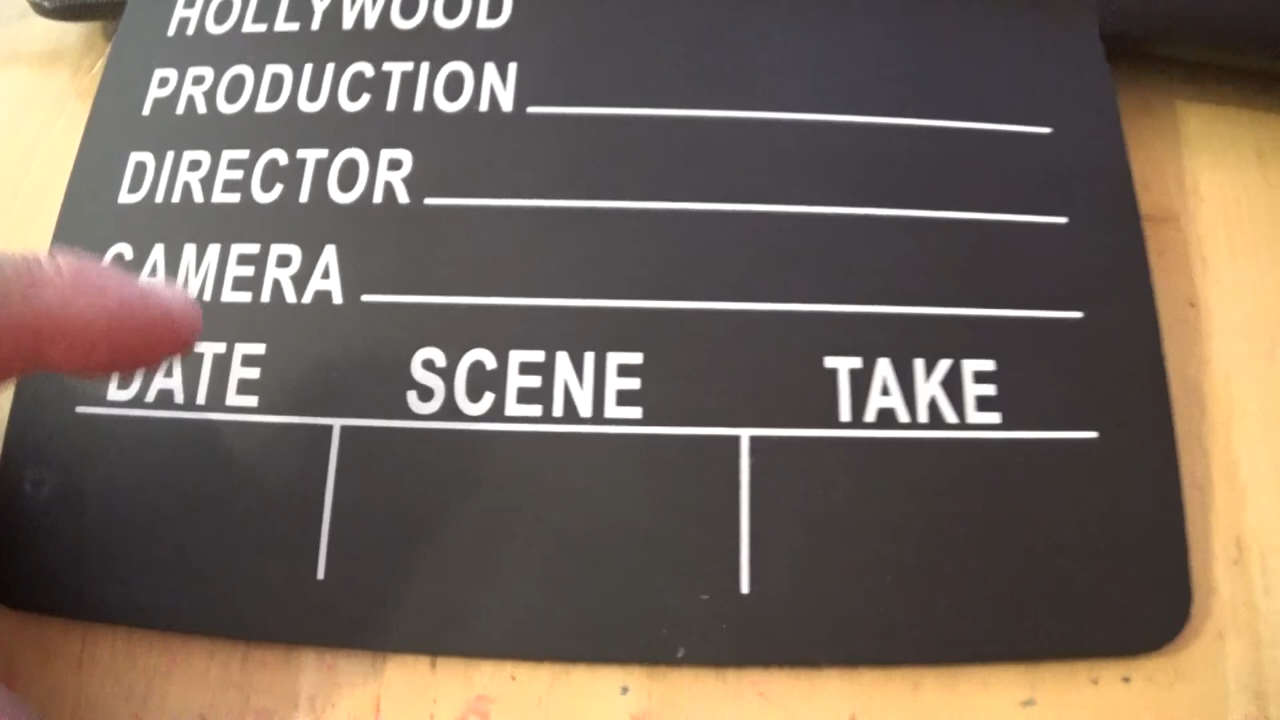 HOLLYWOOD
PRODUCTION
DIRECTOR
CAMERA
DATE SCENE TAKE